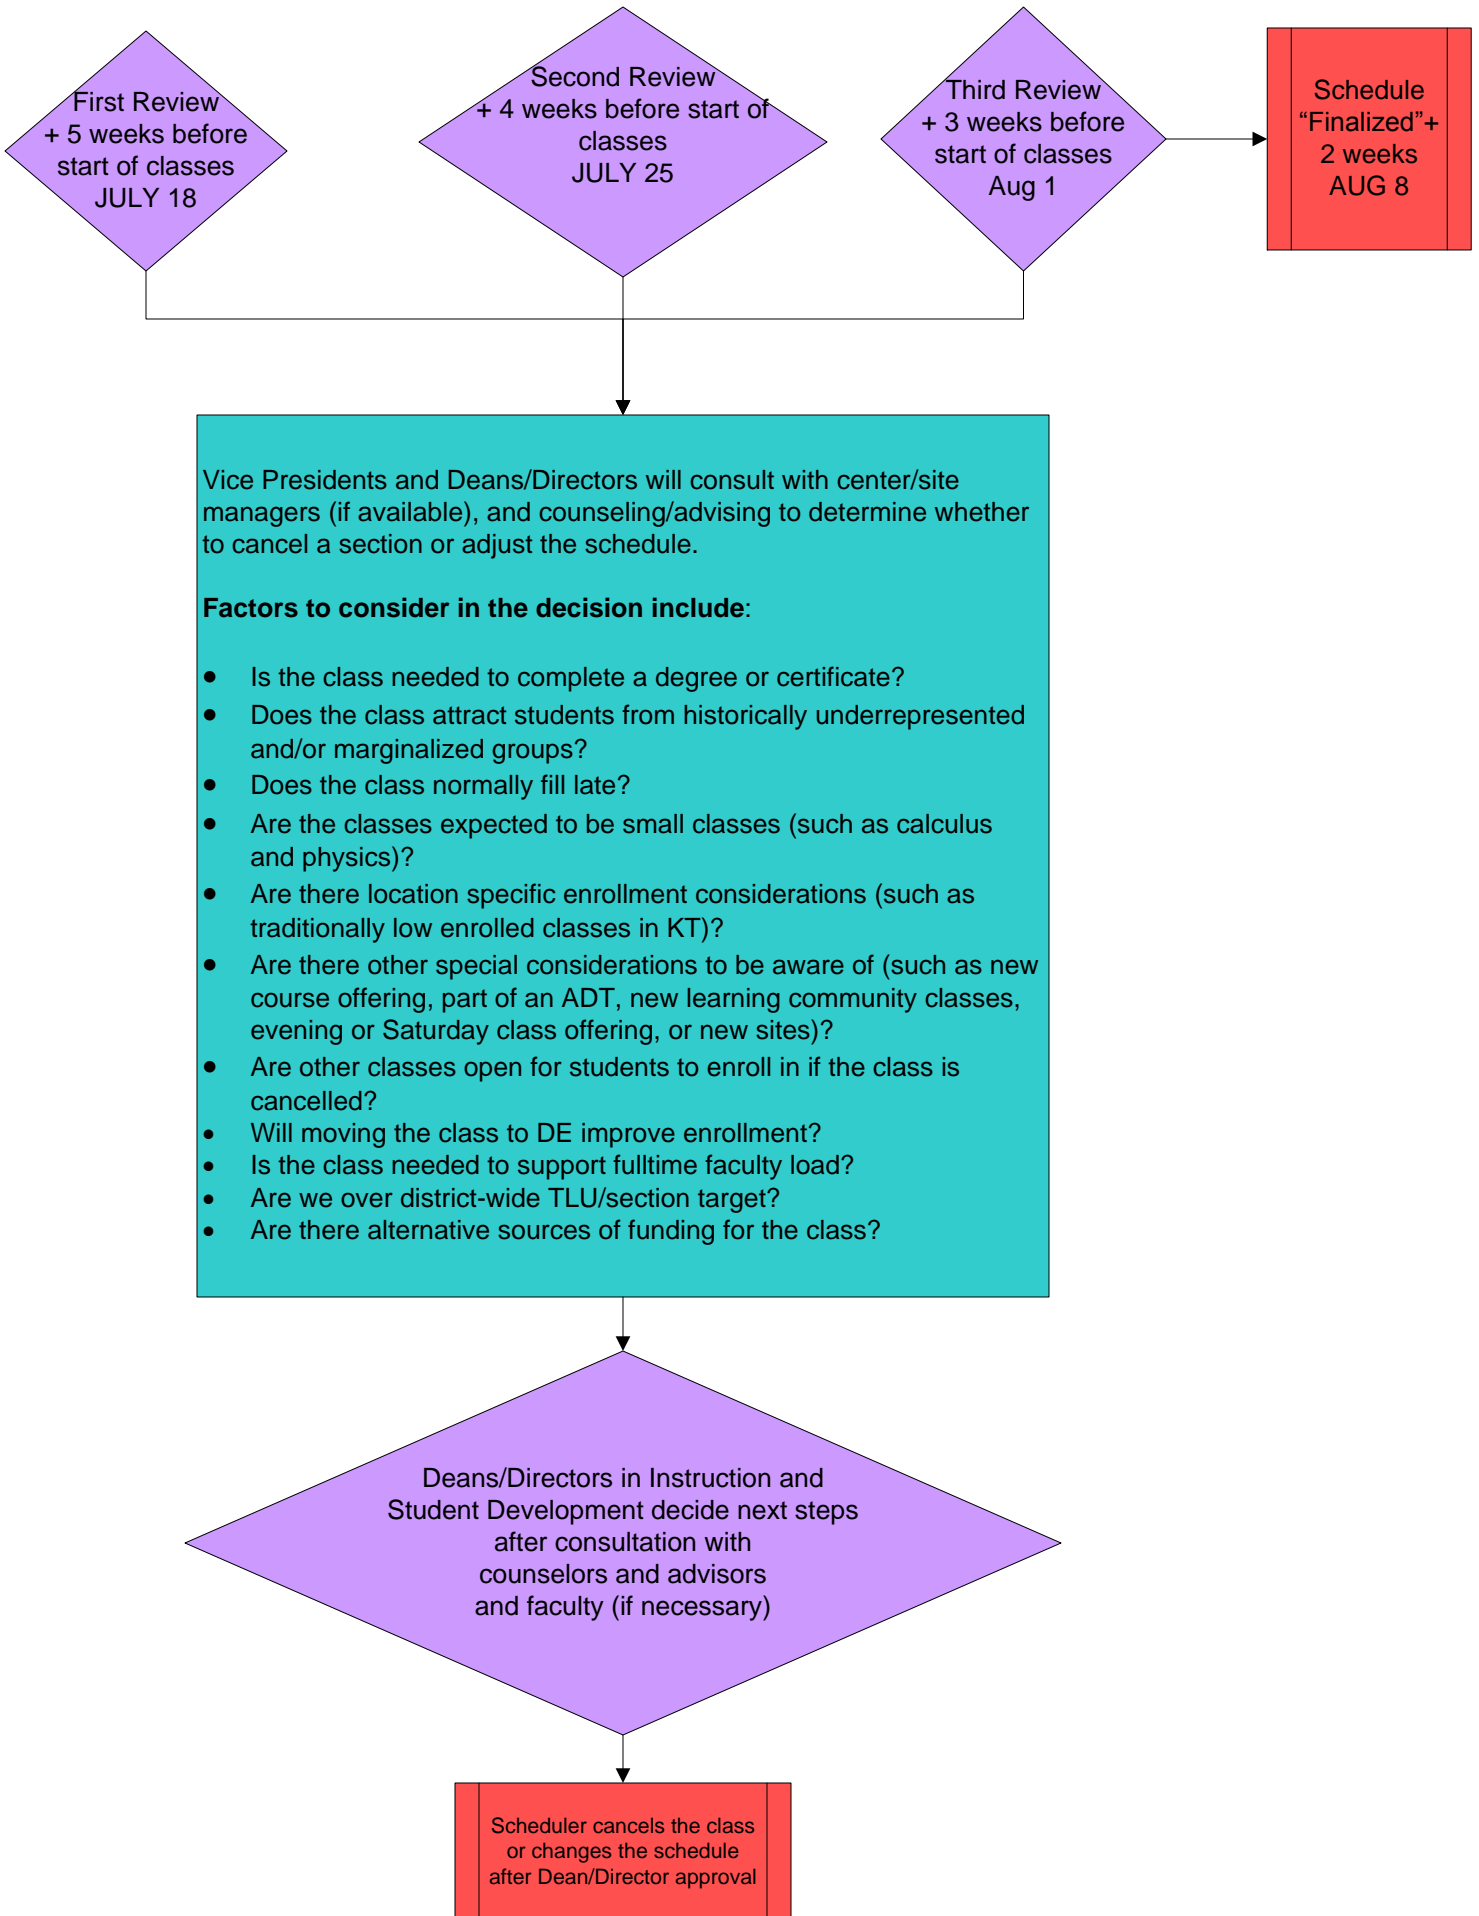 First Review
+ 5 weeks before
start of classes
JULY 18
Second Review
+ 4 weeks before start of
classes
JULY 25
Third Review
+ 3 weeks before
start of classes
Aug 1
Schedule
“Finalized”+
2 weeks
AUG 8
Vice Presidents and Deans/Directors will consult with center/site
managers (if available), and counseling/advising to determine whether
to cancel a section or adjust the schedule.
Factors to consider in the decision include:
• Is the class needed to complete a degree or certificate?
• Does the class attract students from historically underrepresented
and/or marginalized groups?
• Does the class normally fill late?
• Are the classes expected to be small classes (such as calculus
and physics)?
• Are there location specific enrollment considerations (such as
traditionally low enrolled classes in KT)?
• Are there other special considerations to be aware of (such as new
course offering, part of an ADT, new learning community classes,
evening or Saturday class offering, or new sites)?
• Are other classes open for students to enroll in if the class is
cancelled?
• Will moving the class to DE improve enrollment?
• Is the class needed to support fulltime faculty load?
• Are we over district-wide TLU/section target?
• Are there alternative sources of funding for the class?
Deans/Directors in Instruction and
Student Development decide next steps
after consultation with
counselors and advisors
and faculty (if necessary)
Scheduler cancels the class
or changes the schedule
after Dean/Director approval